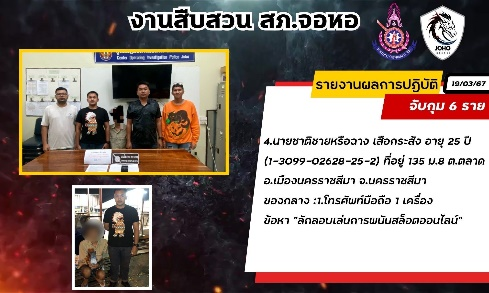 งานสืบสวน สภ.จอหอ
JOHO
รายงานผลการปฏิบัติ
19/03/67
จับกุม 6 ราย
4.นายชาติชายหรือฉาง เสือกระสัง อายุ 25 ปี
(1-3099-02628-25-2) ที่อยู่ 135 ม.8 ต.ตลาด
อ.เมืองนครราชสีมา จ.นครราชสีมา
ของกลาง :1.โทรศัพท์มือถือ 1 เครื่อง
ข้อหา "ลักลอบเล่นการพนันสล็อตออนไลน์"